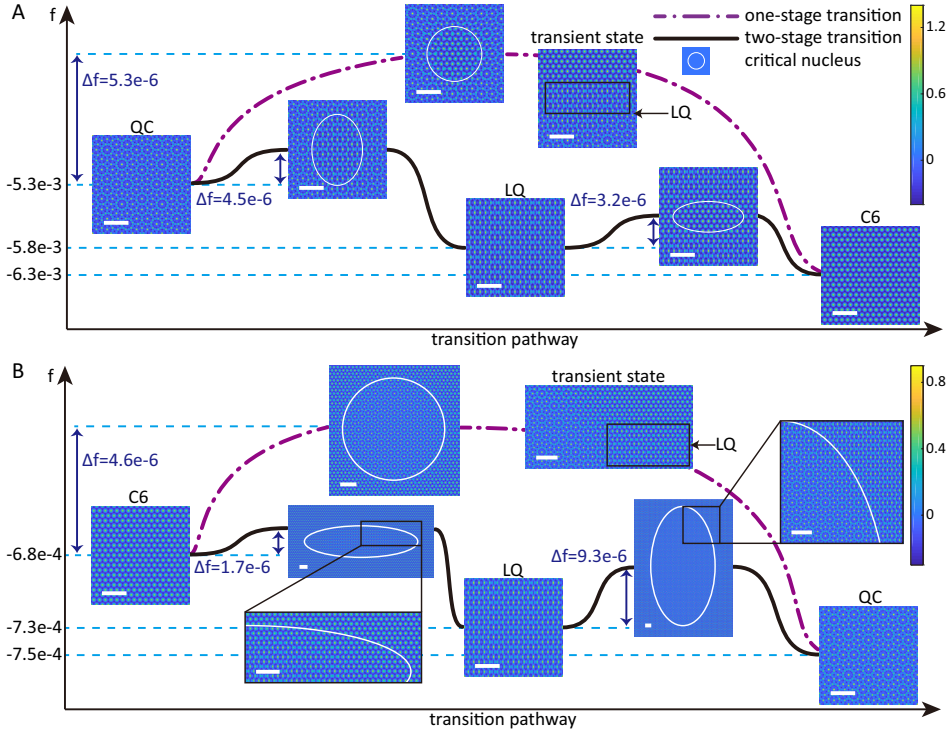 A
f
one-stage transition
two-stage transition
critical nucleus
transient state
LQ
Δf=5.3e-6
QC
Δf=4.5e-6
LQ
Δf=3.2e-6
C6
-5.3e-3
-5.8e-3
-6.3e-3
1.2
0.6
0
transition pathway
B
f
transient state
LQ
Δf=4.6e-6
C6
Δf=1.7e-6
LQ
Δf=9.3e-6
QC
-6.8e-4
-7.3e-4
-7.5e-4
0.8
0.4
0
transition pathway